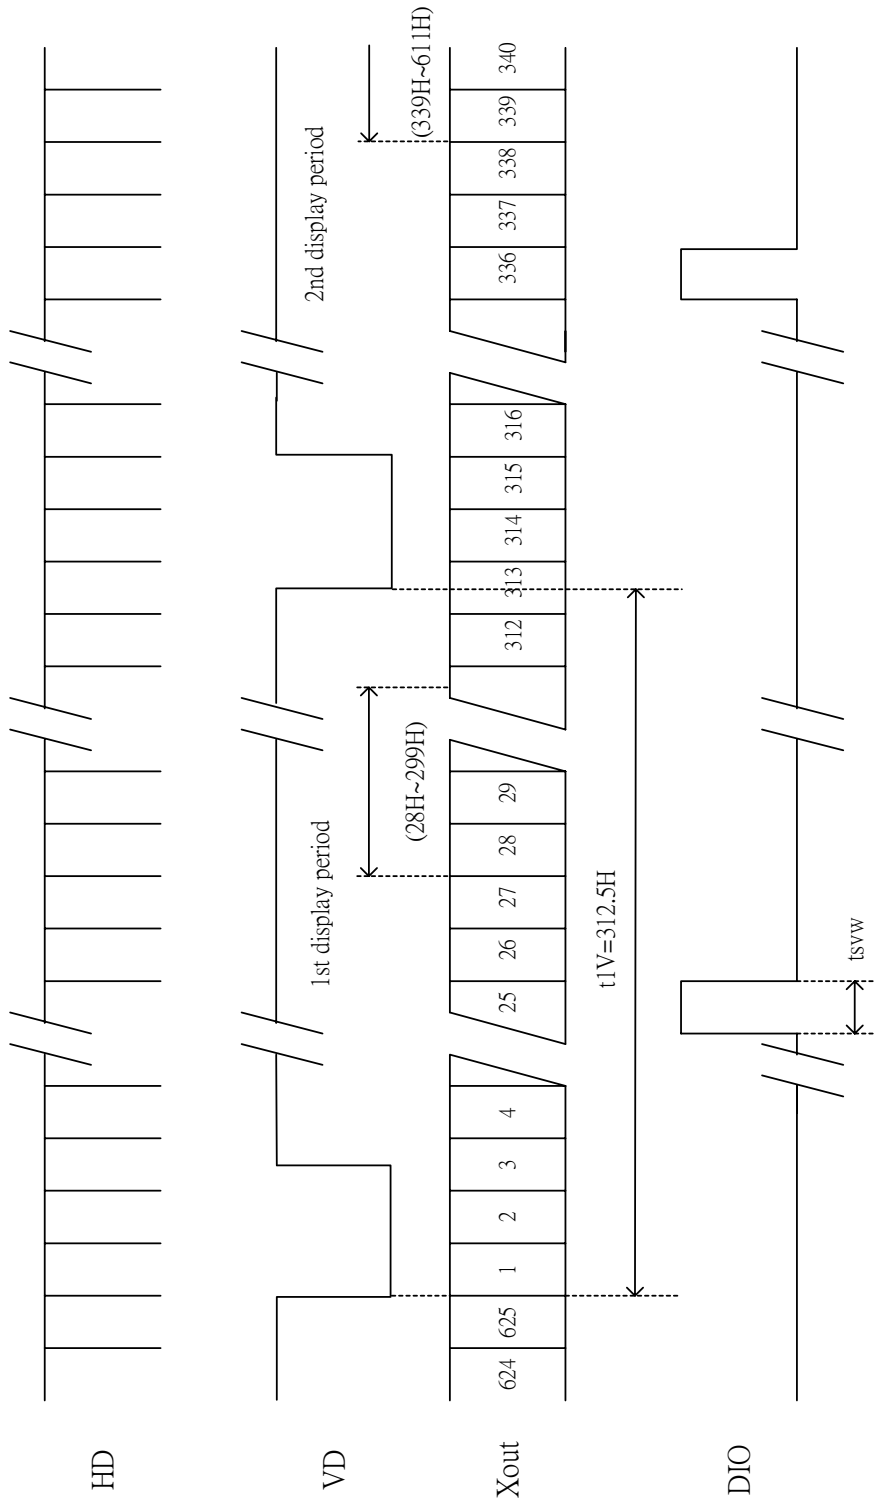 HD
VD
1st display period
2nd display period
(28H~299H)
(339H~611H)
Xout
624 625 1 2 3 4 25 26 27 28 29 312 313 314 315 316 336 337 338 339 340
t1V=312.5H
DIO
tsvw